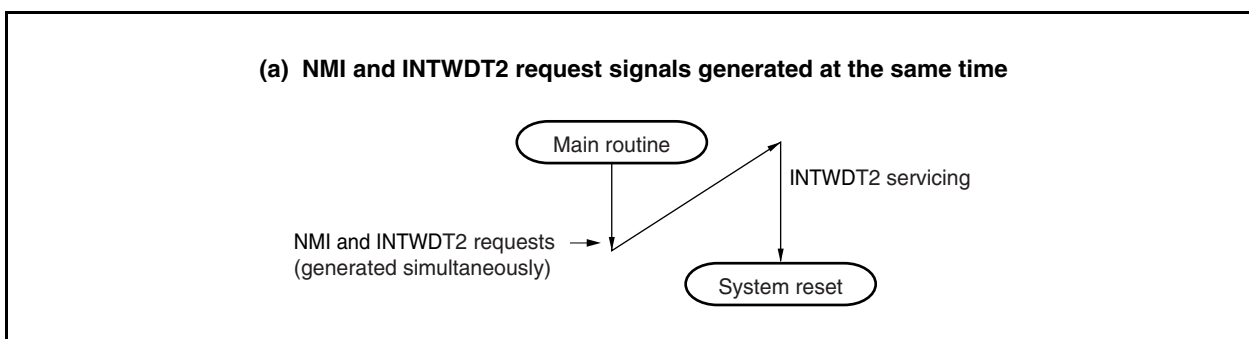 (a) NMI and INTWDT2 request signals generated at the same time
Main routine
INTWDT2 servicing
NMI and INTWDT2 requests
(generated simultaneously)
System reset